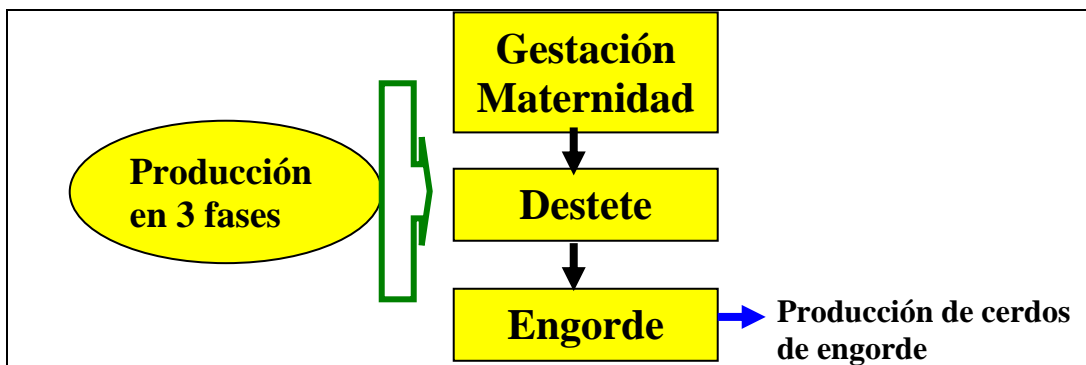 Gestación
Maternidad
Producción
en 3 fases
Destete
Engorde
Producción de cerdos
de engorde